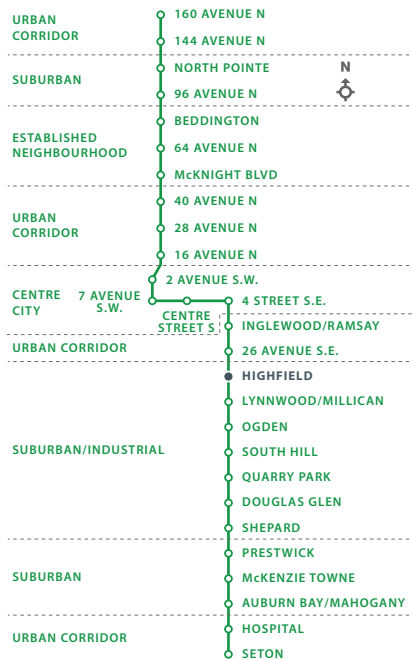 160 AVENUE N
URBAN
CORRIDOR
144 AVENUE N
NORTH POINTE
N
SUBURBAN
96 AVENUE N
BEDDINGTON
ESTABLISHED
NEIGHBOURHOOD
64 AVENUE N
McKNIGHT BLVD
40 AVENUE N
URBAN
CORRIDOR
28 AVENUE N
16 AVENUE N
2 AVENUE S.W.
CENTRE
CITY
7 AVENUE
S.W.
CENTRE
STREET S
4 STREET S.E.
INGLEWOOD/RAMSAY
URBAN CORRIDOR
26 AVENUE S.E.
HIGHFIELD
LYNNWOOD/MILLICAN
OGDEN
SUBURBAN/INDUSTRIAL
SOUTH HILL
QUARRY PARK
DOUGLAS GLEN
SHEPARD
PRESTWICK
SUBURBAN
McKENZIE TOWNE
AUBURN BAY/MAHOGANY
HOSPITAL
URBAN CORRIDOR
SETON